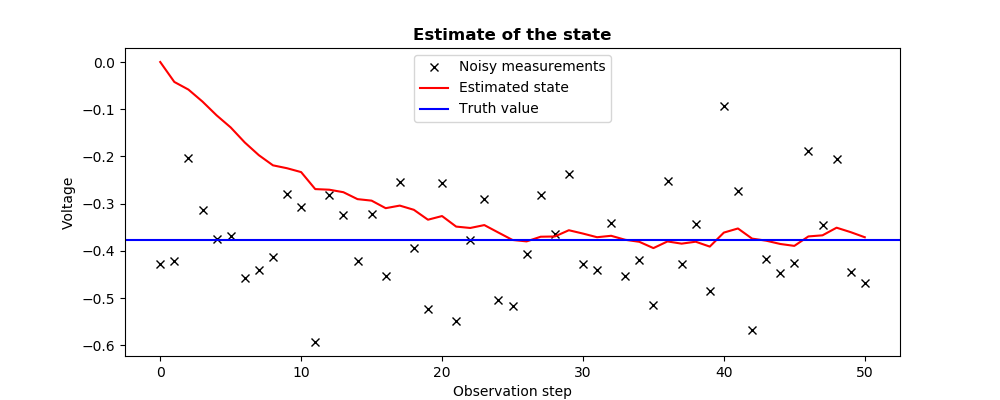 Estimate of the state
Noisy measurements
Estimated state
Truth value
Voltage
0.0
−0.1
−0.2
−0.3
−0.4
−0.5
−0.6
0 10 20 30 40 50
Observation step